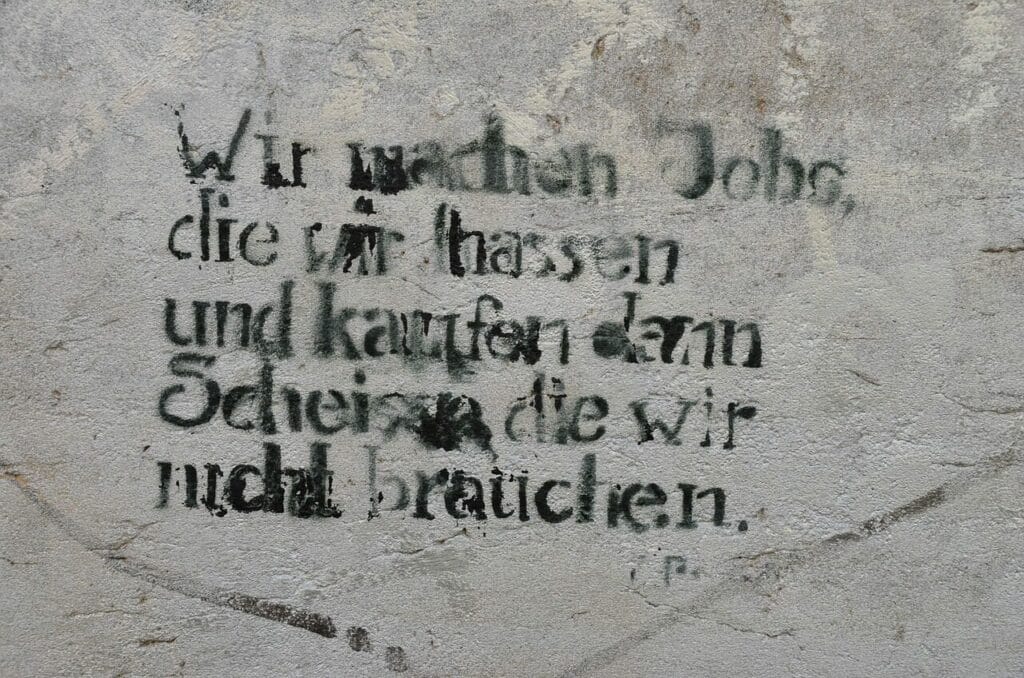 Wir machen Jobs,
die wir hassen
und kaufen dann
Scheisse die wir
nicht brauchen.